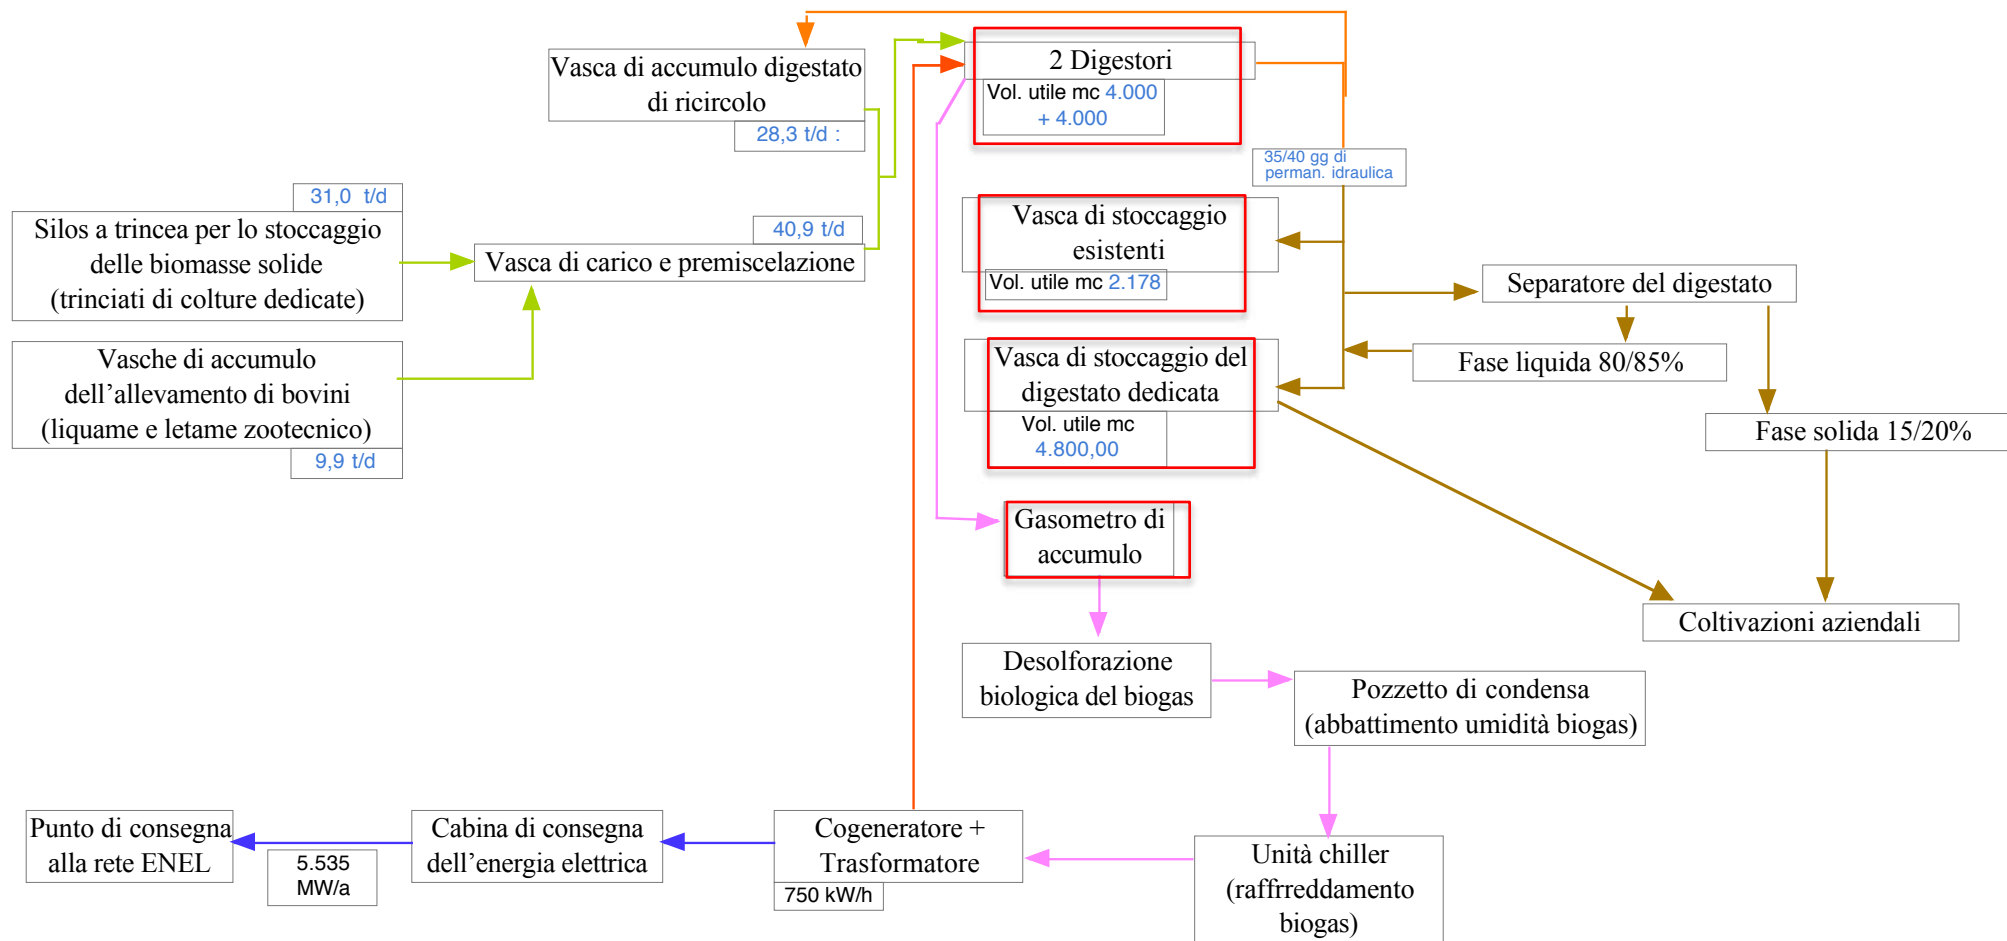 Vasca di accumulo digestato
di ricircolo
28,3 t/d :
2 Digestori
Vol. utile mc 4.000
+ 4.000
35/40 gg di
perman. idraulica
31,0 t/d
Silos a trincea per lo stoccaggio
delle biomasse solide
(trinciati di colture dedicate)
40,9 t/d
Vasca di carico e premiscelazione
Vasca di stoccaggio
esistenti
Vol. utile mc 2.178
Separatore del digestato
Vasche di accumulo
dell’allevamento di bovini
(liquame e letame zootecnico)
9,9 t/d
Vasca di stoccaggio del
digestato dedicata
Vol. utile mc
4.800,00
Fase liquida 80/85%
Fase solida 15/20%
Gasometro di
accumulo
Coltivazioni aziendali
Desolforazione
biologica del biogas
Pozzetto di condensa
(abbattimento umidità biogas)
Punto di consegna
alla rete ENEL
5.535
MW/a
Cabina di consegna
dell’energia elettrica
Cogeneratore +
Trasformatore
750 kW/h
Unità chiller
(raffrreddamento
biogas)